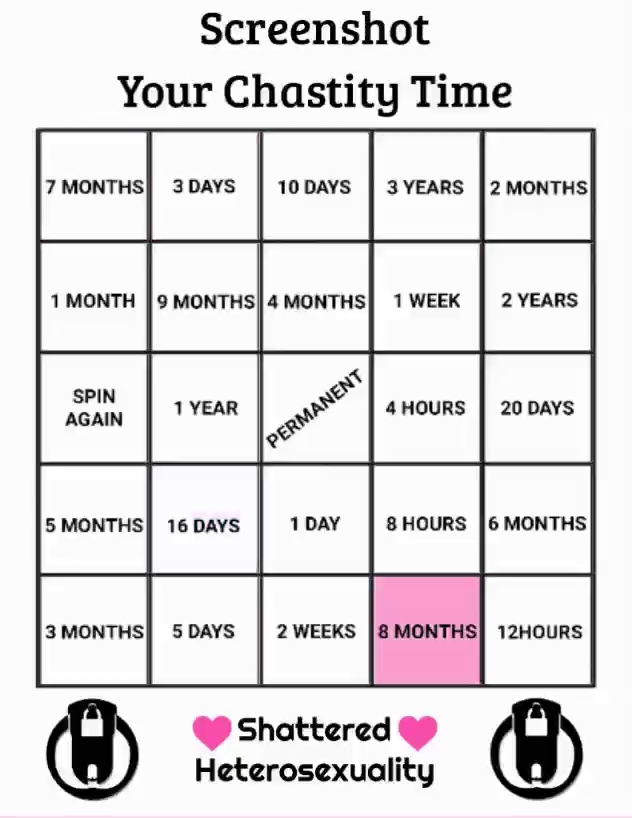 Screenshot
Your Chastity Time
7 MONTHS 3 DAYS 10 DAYS 3 YEARS 2 MONTHS
1 MONTH 9 MONTHS 4 MONTHS 1 WEEK 2 YEARS
SPIN
AGAIN 1 YEAR PERMANENT 4 HOURS 20 DAYS
5 MONTHS 16 DAYS 1 DAY 8 HOURS 6 MONTHS
3 MONTHS 5 DAYS 2 WEEKS 8 MONTHS 12HOURS
Shattered
Heterosexuality